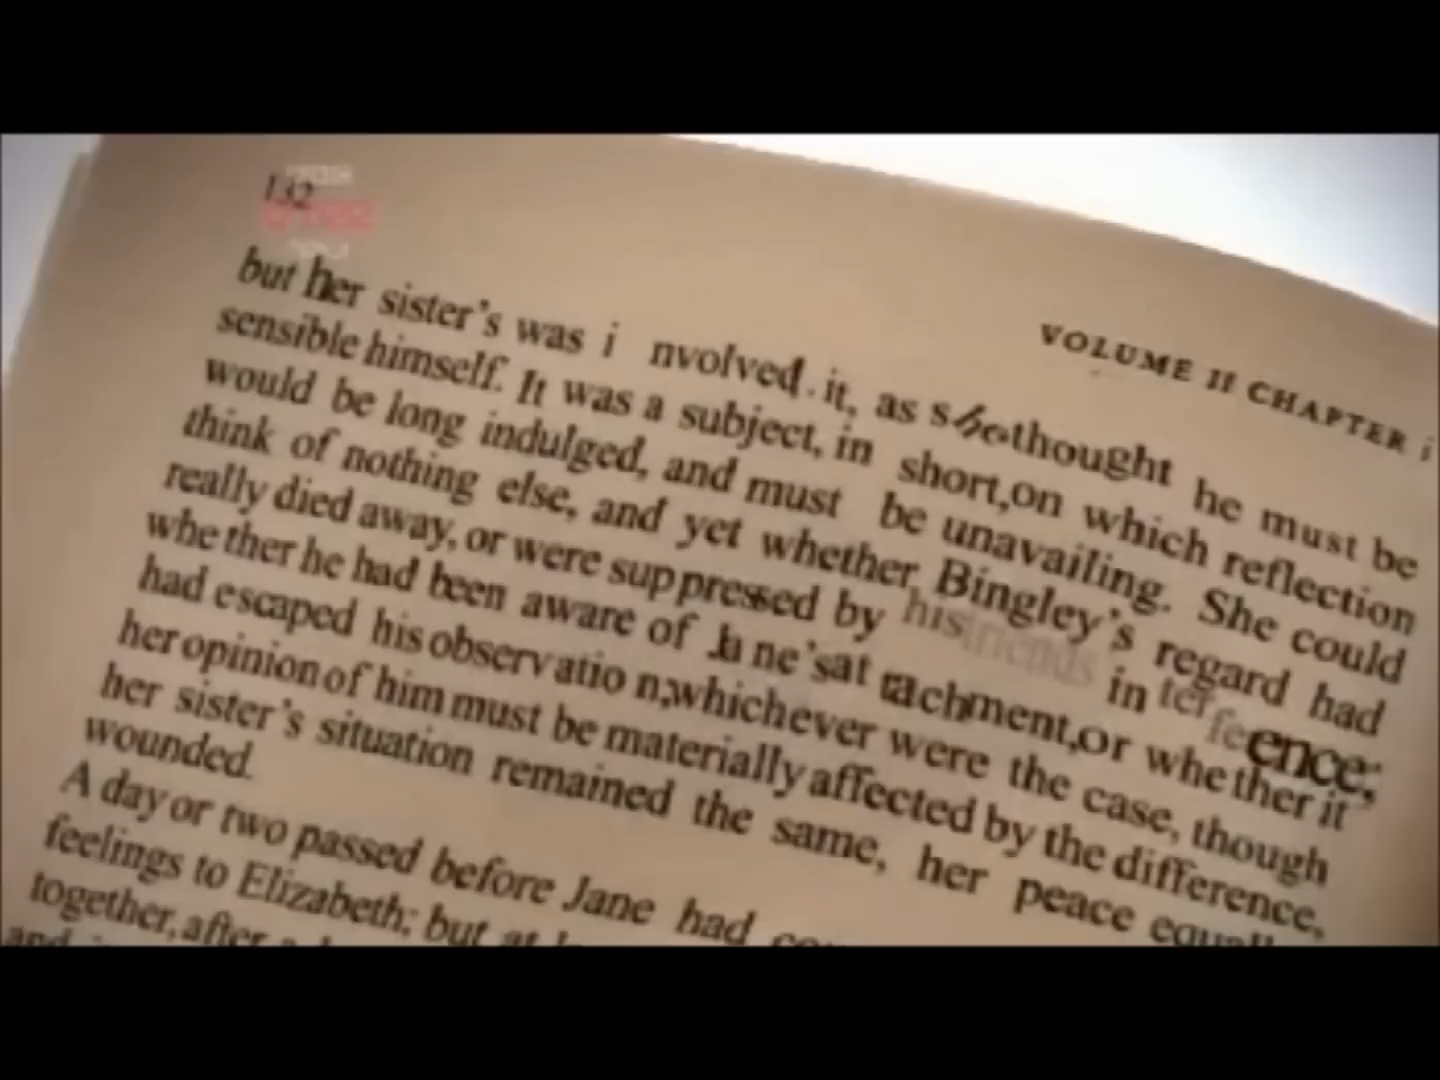 132
VOLUME II CHAPTER i
but her sister's was i nvolved. it, as shethought he must be
sensible himself. It was a subject, in short,on which reflection
would be long indulged, and must be unavailing. She could
think of nothing else, and yet whether Bingley's regard had
really died away, or were suppressed by his friends in terfeence;
whe ther he had been aware of Ja ne'sat tachment,or whe ther it
had escaped his observatio n;whichever were the case, though
her opinion of him must be materially affected by the difference,
her sister's situation remained the same, her peace equall
wounded.
A day or two passed before Jane had
feelings to Elizabeth; but at
together, after
and